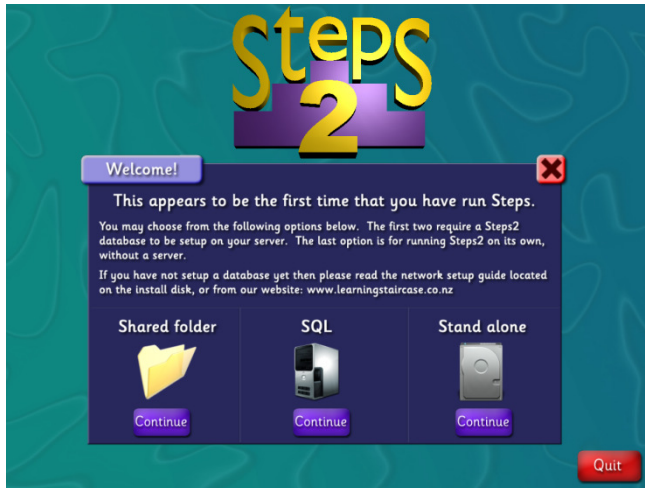 Steps
2
Welcome!
This appears to be the first time that you have run Steps.
You may choose from the following options below. The first two require a Steps2
database to be setup on your server. The last option is for running Steps2 on its own,
without a server.
If you have not setup a database yet then please read the network setup guide located
on the install disk, or from our website: www.learningstaircase.co.nz
Shared folder SQL Stand alone
Continue Continue Continue
Quit